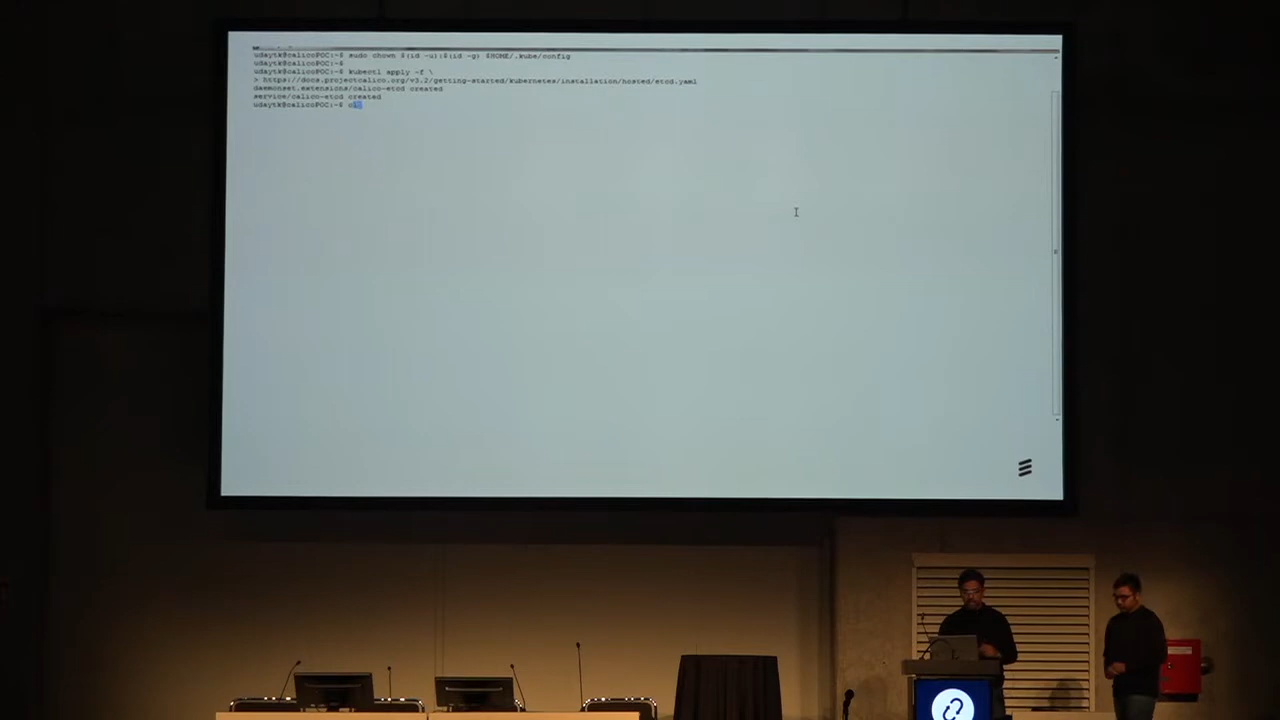 udaytk@calicoPOC:~$ sudo chown $(id -u):$(id -g) $HOME/.kube/config
udaytk@calicoPOC:~$
udaytk@calicoPOC:~$ kubectl apply -f \
> https://docs.projectcalico.org/v3.2/getting-started/kubernetes/installation/hosted/etcd.yaml
daemonset.extensions/calico-etcd created
service/calico-etcd created
udaytk@calicoPOC:~$